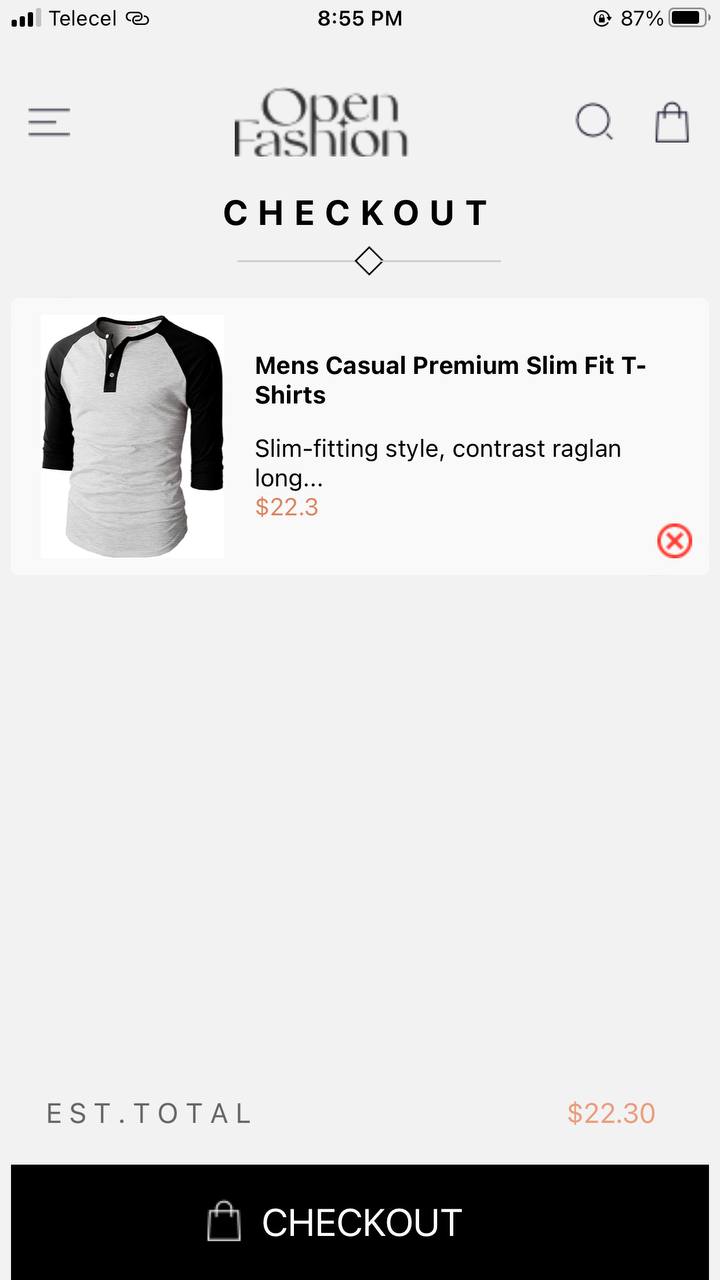 Telecel 8:55 PM 87%
Open
Fashion
CHECKOUT
Mens Casual Premium Slim Fit T-
Shirts
Slim-fitting style, contrast raglan
long...
$22.3
EST.TOTAL $22.30
CHECKOUT